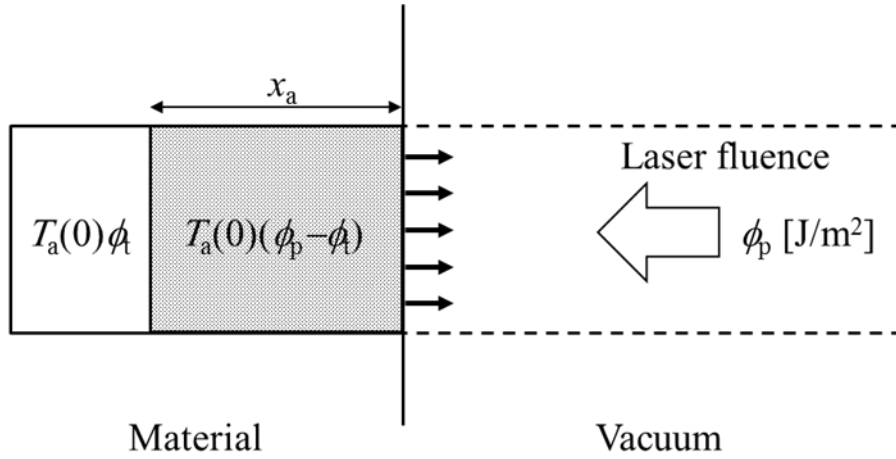 xₐ
Laser fluence
Tₐ(0)ϕₜ
Tₐ(0)(ϕₚ−ϕₜ)
ϕₚ [J/m²]
Material
Vacuum